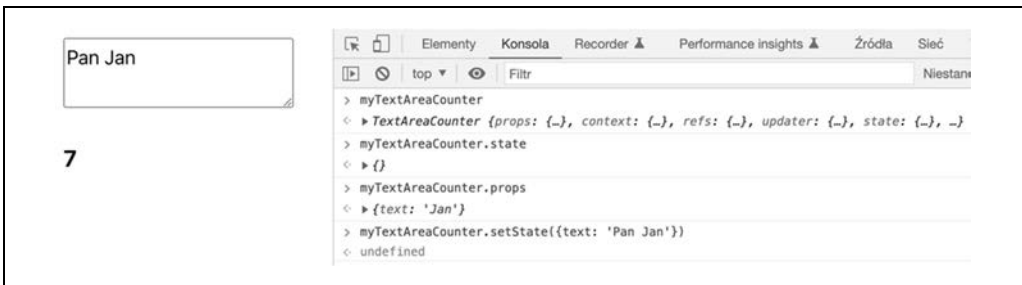 Pan Jan
7
Elementy Konsola Recorder Performance insights Źródła Sieć
top ▼ Filtr
> myTextAreaCounter
<· ▶ TextAreaCounter {props: {…}, context: {…}, refs: {…}, updater: {…}, state: {…}, …}
> myTextAreaCounter.state
<· ▶ {}
> myTextAreaCounter.props
<· ▶ {text: 'Jan'}
> myTextAreaCounter.setState({text: 'Pan Jan'})
<· undefined